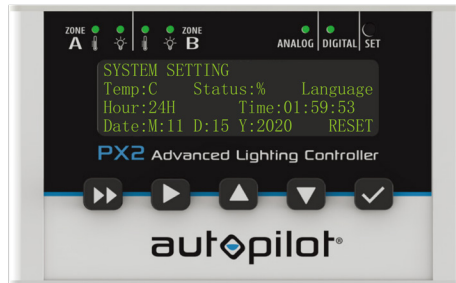 ZONE A ZONE B ANALOG DIGITAL SET
SYSTEM SETTING
Temp:C Status:% Language
Hour:24H Time:01:59:53
Date:M:11 D:15 Y:2020 RESET
PX2 Advanced Lighting Controller
autopilot®